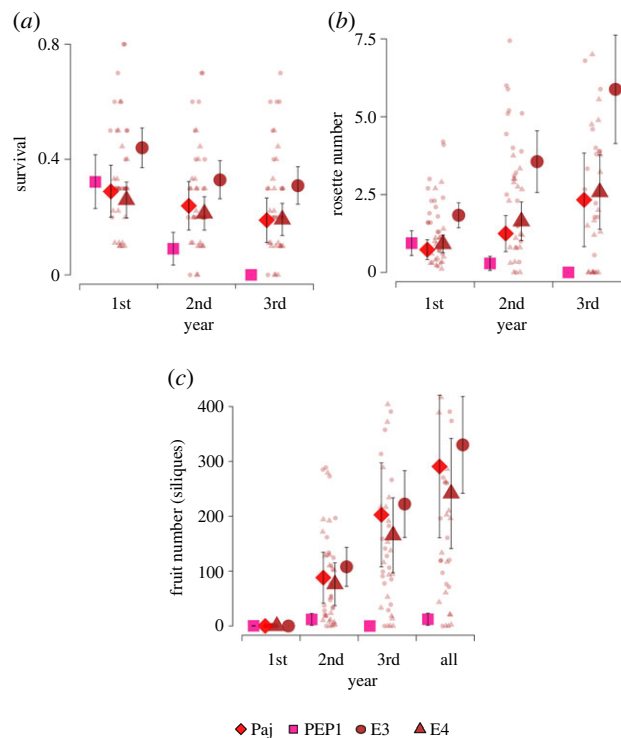 (a)
0.8
0.4
0
survival
1st 2nd 3rd
year
(b)
7.5
5.0
2.5
0
rosette number
1st 2nd 3rd
year
(c)
400
300
200
100
0
fruit number (siliques)
1st 2nd 3rd all
year
Paj PEP1 E3 E4